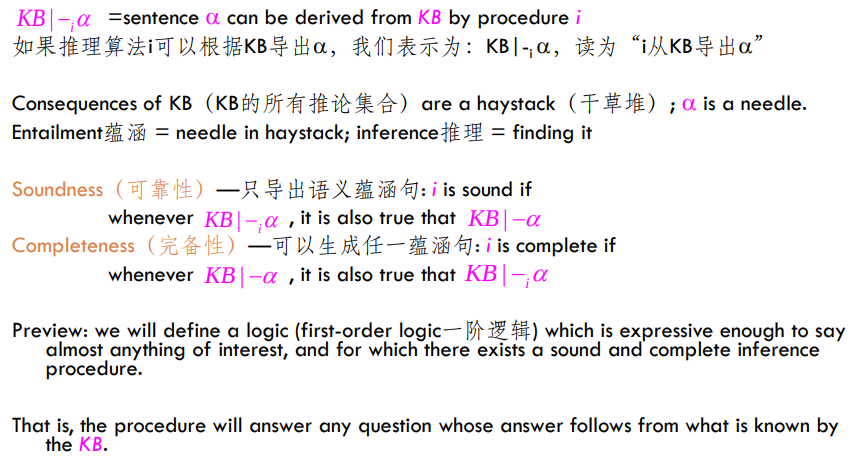 KB|−ᵢα =sentence α can be derived from KB by procedure i
如果推理算法i可以根据KB导出α，我们表示为：KB|-ᵢα，读为“i从KB导出α”
Consequences of KB（KB的所有推论集合）are a haystack（干草堆）; α is a needle.
Entailment蕴涵 = needle in haystack; inference推理 = finding it
Soundness（可靠性）—只导出语义蕴涵句: i is sound if
whenever KB|−ᵢα , it is also true that KB|−α
Completeness（完备性）—可以生成任一蕴涵句: i is complete if
whenever KB|−α , it is also true that KB|−ᵢα
Preview: we will define a logic (first-order logic一阶逻辑) which is expressive enough to say
almost anything of interest, and for which there exists a sound and complete inference
procedure.
That is, the procedure will answer any question whose answer follows from what is known by
the KB.